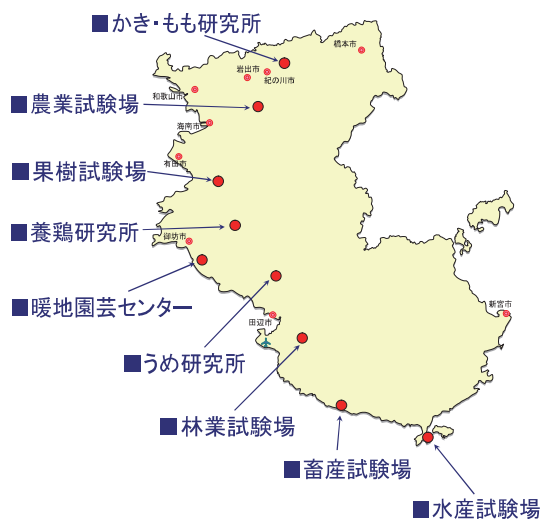 ■かき・もも研究所
橋本市
岩出市
紀の川市
和歌山市
■農業試験場
海南市
有田市
■果樹試験場
■養鶏研究所
御坊市
■暖地園芸センター
新宮市
田辺市
■うめ研究所
■林業試験場
■畜産試験場
■水産試験場